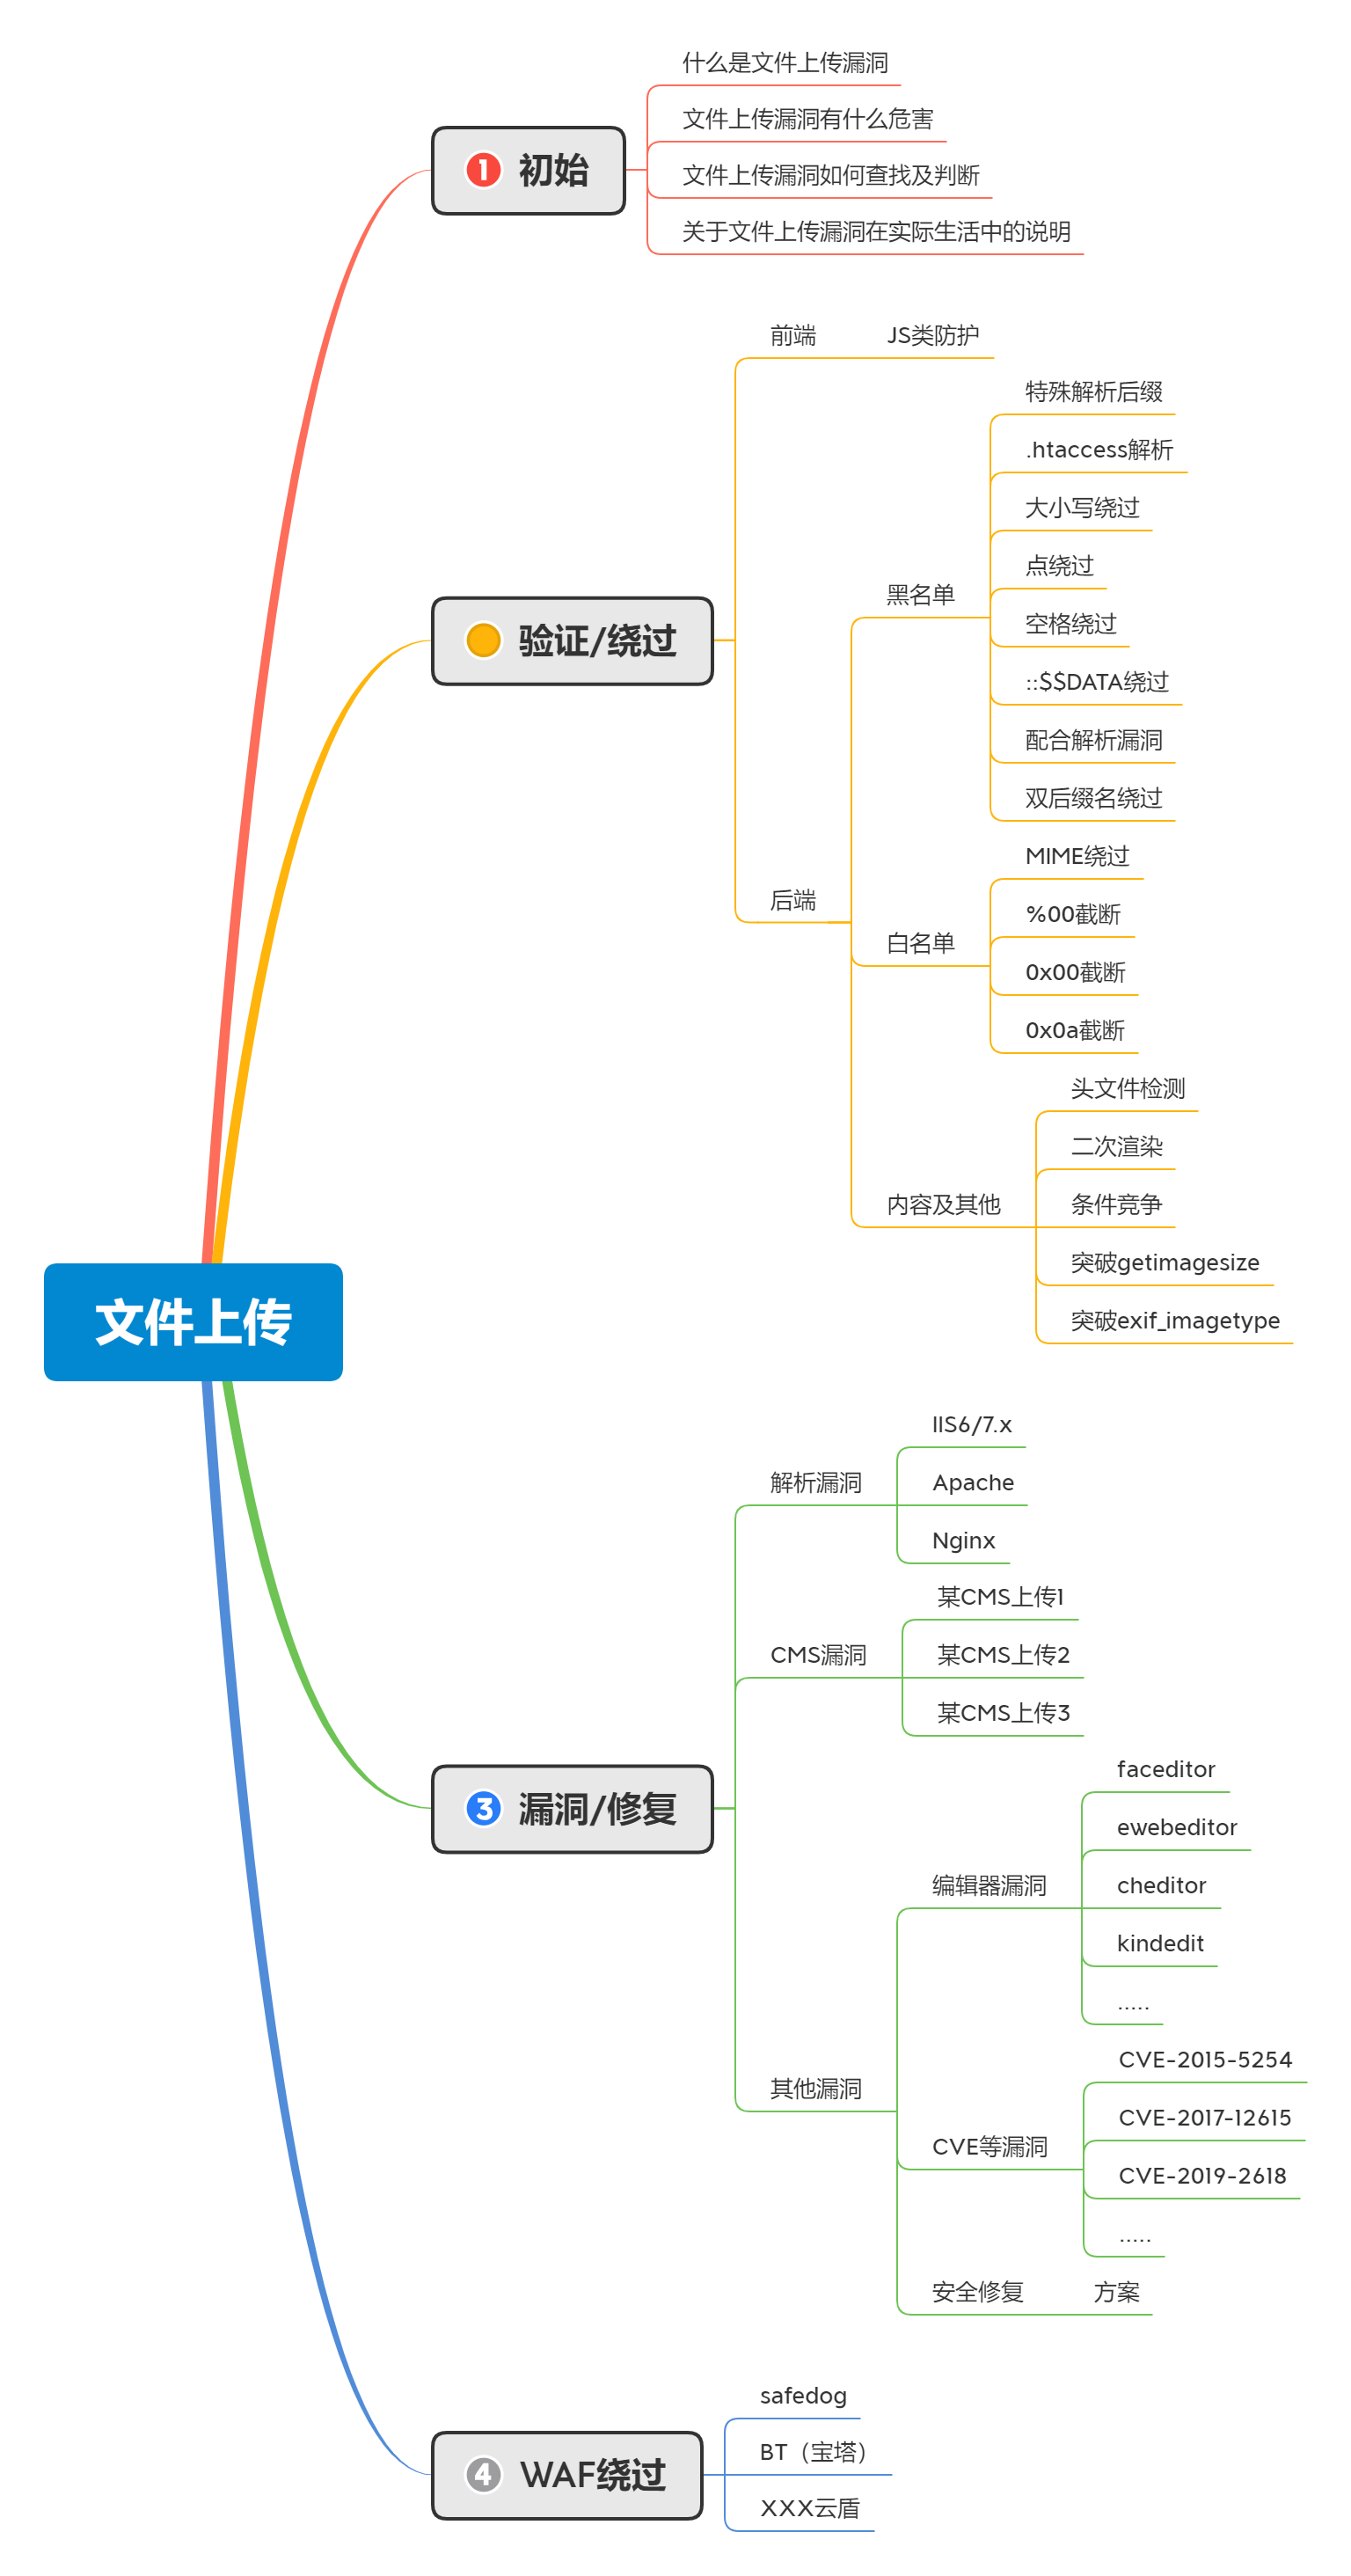 文件上传
1 初始
什么是文件上传漏洞
文件上传漏洞有什么危害
文件上传漏洞如何查找及判断
关于文件上传漏洞在实际生活中的说明
验证/绕过
前端
JS类防护
后端
黑名单
特殊解析后缀
.htaccess解析
大小写绕过
点绕过
空格绕过
::$$DATA绕过
配合解析漏洞
双后缀名绕过
白名单
MIME绕过
%00截断
0x00截断
0x0a截断
内容及其他
头文件检测
二次渲染
条件竞争
突破getimagesize
突破exif_imagetype
3 漏洞/修复
解析漏洞
IIS6/7.x
Apache
Nginx
CMS漏洞
某CMS上传1
某CMS上传2
某CMS上传3
其他漏洞
编辑器漏洞
faceditor
ewebeditor
cheditor
kindedit
.....
CVE等漏洞
CVE-2015-5254
CVE-2017-12615
CVE-2019-2618
.....
安全修复
方案
4 WAF绕过
safedog
BT（宝塔）
XXX云盾